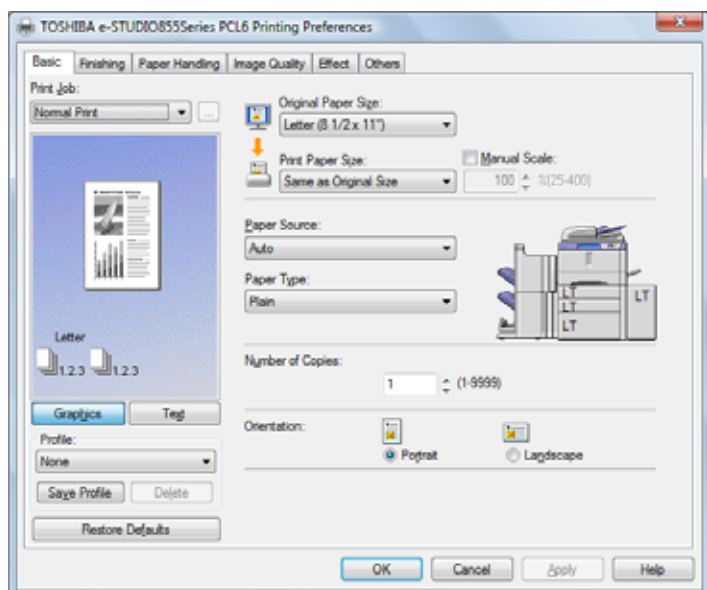 TOSHIBA e-STUDIO855Series PCL6 Printing Preferences
Basic Finishing Paper Handling Image Quality Effect Others
Print Job:
Normal Print ...
Original Paper Size:
Letter (8 1/2 x 11")
Print Paper Size:
Same as Original Size
Manual Scale:
100 %(25-400)
Paper Source:
Auto
Paper Type:
Plain
LT
LT
LT
LT
Letter
1.2.3 1.2.3
Number of Copies:
1 (1-9999)
Graphics Text
Orientation:
Portrait Landscape
Profile:
None
Save Profile Delete
Restore Defaults
OK Cancel Apply Help